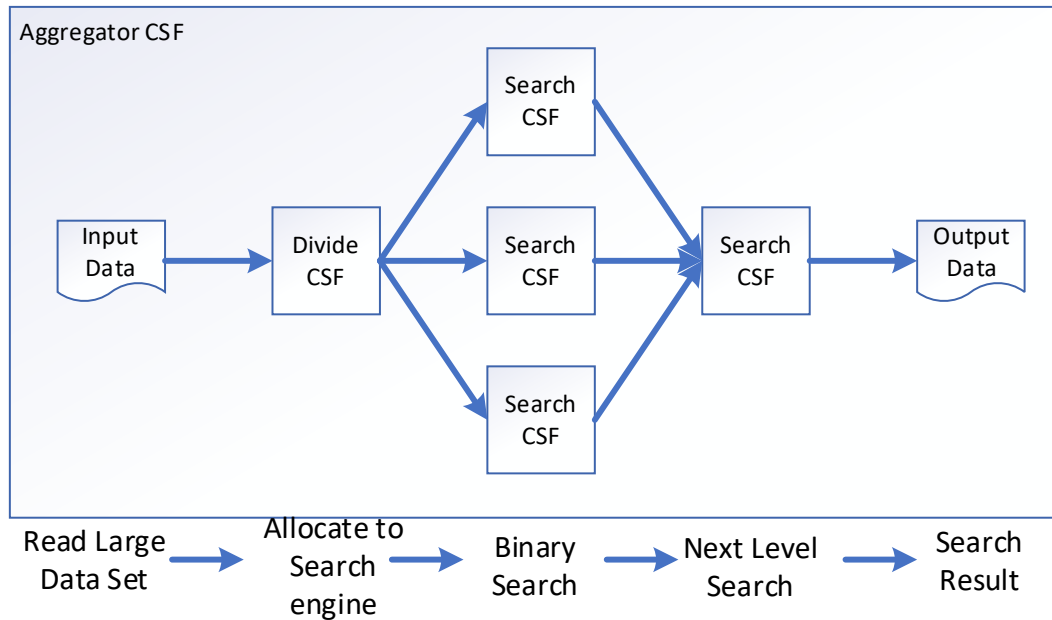 Aggregator CSF
Search
CSF
Input
Data
Divide
CSF
Search
CSF
Search
CSF
Output
Data
Search
CSF
Read Large
Data Set
Allocate to
Search
engine
Binary
Search
Next Level
Search
Search
Result